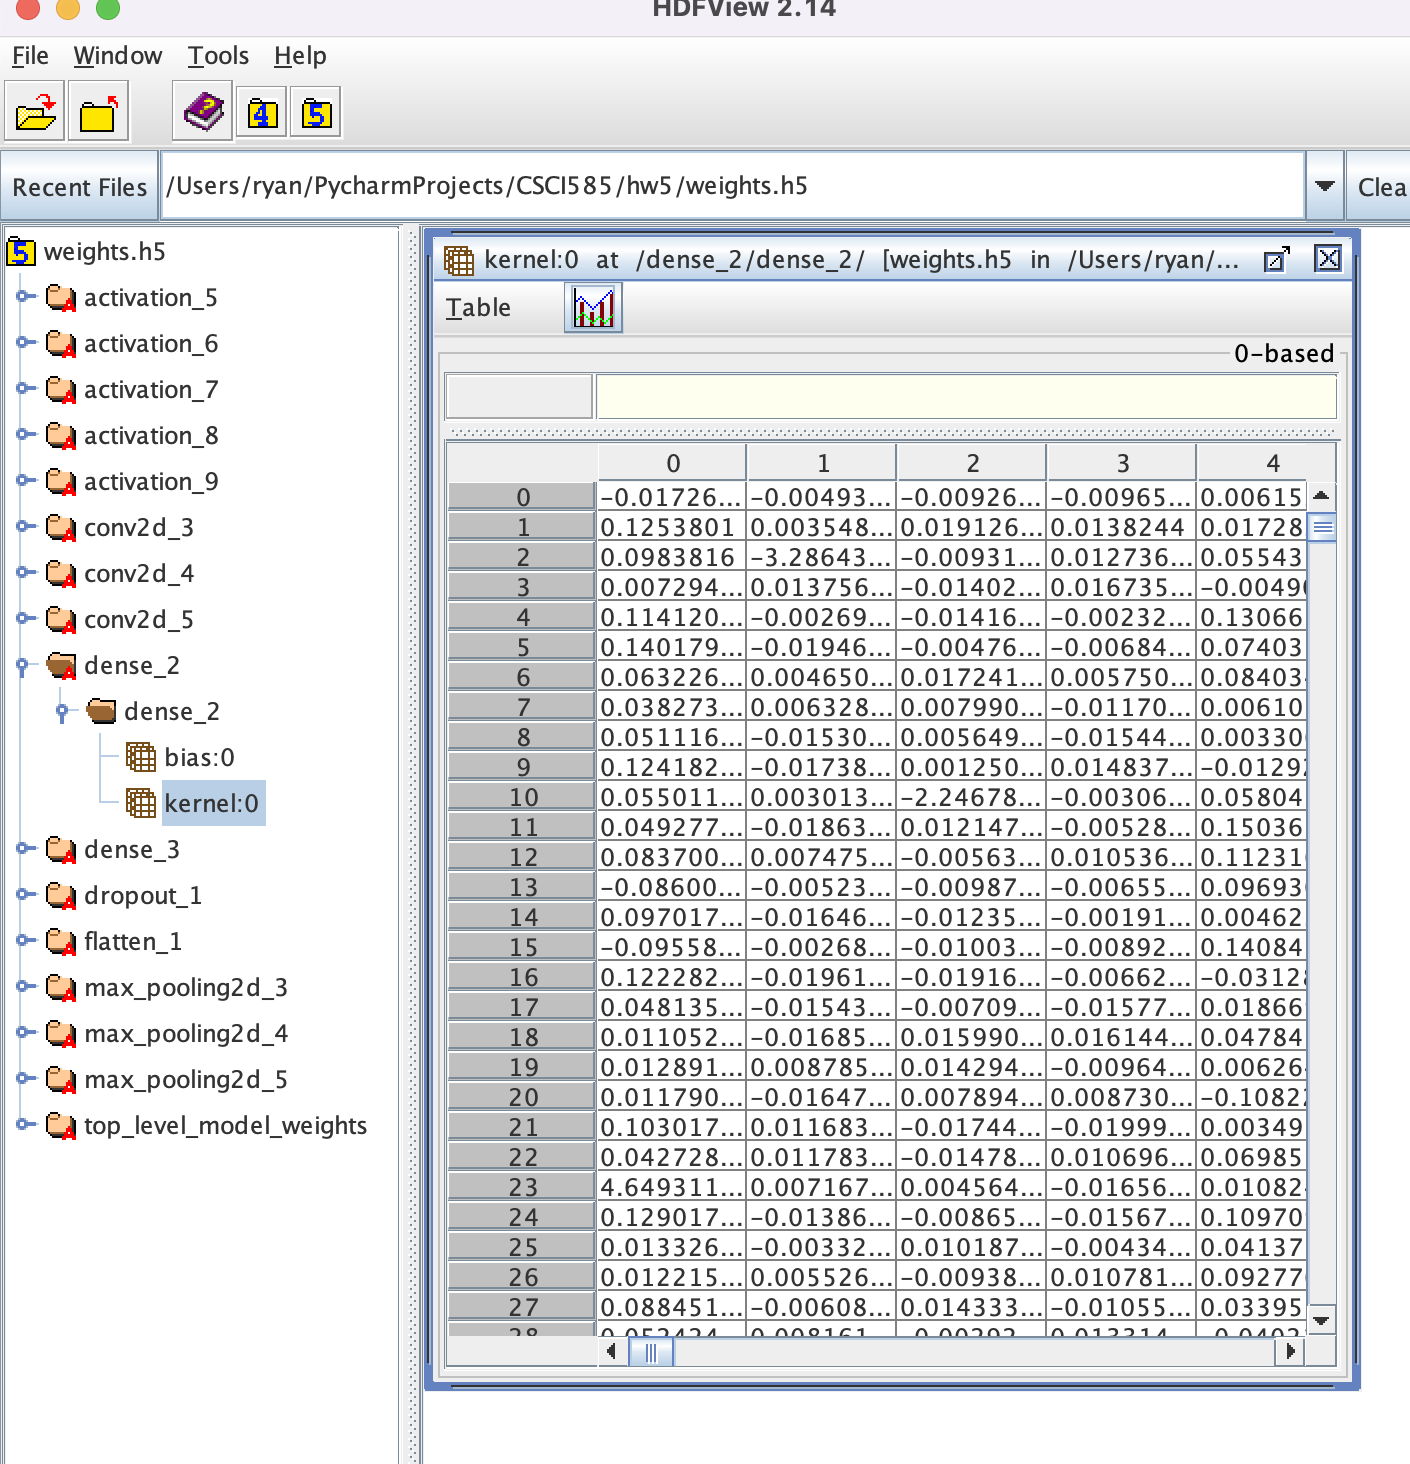 HDFView 2.14
File Window Tools Help
4 5
Recent Files /Users/ryan/PycharmProjects/CSCI585/hw5/weights.h5 Clea
5 weights.h5
activation_5
activation_6
activation_7
activation_8
activation_9
conv2d_3
conv2d_4
conv2d_5
dense_2
dense_2
bias:0
kernel:0
dense_3
dropout_1
flatten_1
max_pooling2d_3
max_pooling2d_4
max_pooling2d_5
top_level_model_weights
kernel:0 at /dense_2/dense_2/ [weights.h5 in /Users/ryan/...
Table
0-based
0 1 2 3 4
0 -0.01726... -0.00493... -0.00926... -0.00965... 0.00615
1 0.1253801 0.003548... 0.019126... 0.0138244 0.01728
2 0.0983816 -3.28643... -0.00931... 0.012736... 0.05543
3 0.007294... 0.013756... -0.01402... 0.016735... -0.0049
4 0.114120... -0.00269... -0.01416... -0.00232... 0.13066
5 0.140179... -0.01946... -0.00476... -0.00684... 0.07403
6 0.063226... 0.004650... 0.017241... 0.005750... 0.08403
7 0.038273... 0.006328... 0.007990... -0.01170... 0.00610
8 0.051116... -0.01530... 0.005649... -0.01544... 0.00330
9 0.124182... -0.01738... 0.001250... 0.014837... -0.0129
10 0.055011... 0.003013... -2.24678... -0.00306... 0.05804
11 0.049277... -0.01863... 0.012147... -0.00528... 0.15036
12 0.083700... 0.007475... -0.00563... 0.010536... 0.11231
13 -0.08600... -0.00523... -0.00987... -0.00655... 0.09693
14 0.097017... -0.01646... -0.01235... -0.00191... 0.00462
15 -0.09558... -0.00268... -0.01003... -0.00892... 0.14084
16 0.122282... -0.01961... -0.01916... -0.00662... -0.0312
17 0.048135... -0.01543... -0.00709... -0.01577... 0.01866
18 0.011052... -0.01685... 0.015990... 0.016144... 0.04784
19 0.012891... 0.008785... 0.014294... -0.00964... 0.00626
20 0.011790... -0.01647... 0.007894... 0.008730... -0.1082
21 0.103017... 0.011683... -0.01744... -0.01999... 0.00349
22 0.042728... 0.011783... -0.01478... 0.010696... 0.06985
23 4.649311... 0.007167... 0.004564... -0.01656... 0.01082
24 0.129017... -0.01386... -0.00865... -0.01567... 0.10970
25 0.013326... -0.00332... 0.010187... -0.00434... 0.04137
26 0.012215... 0.005526... -0.00938... 0.010781... 0.09277
27 0.088451... -0.00608... 0.014333... -0.01055... 0.03395
28